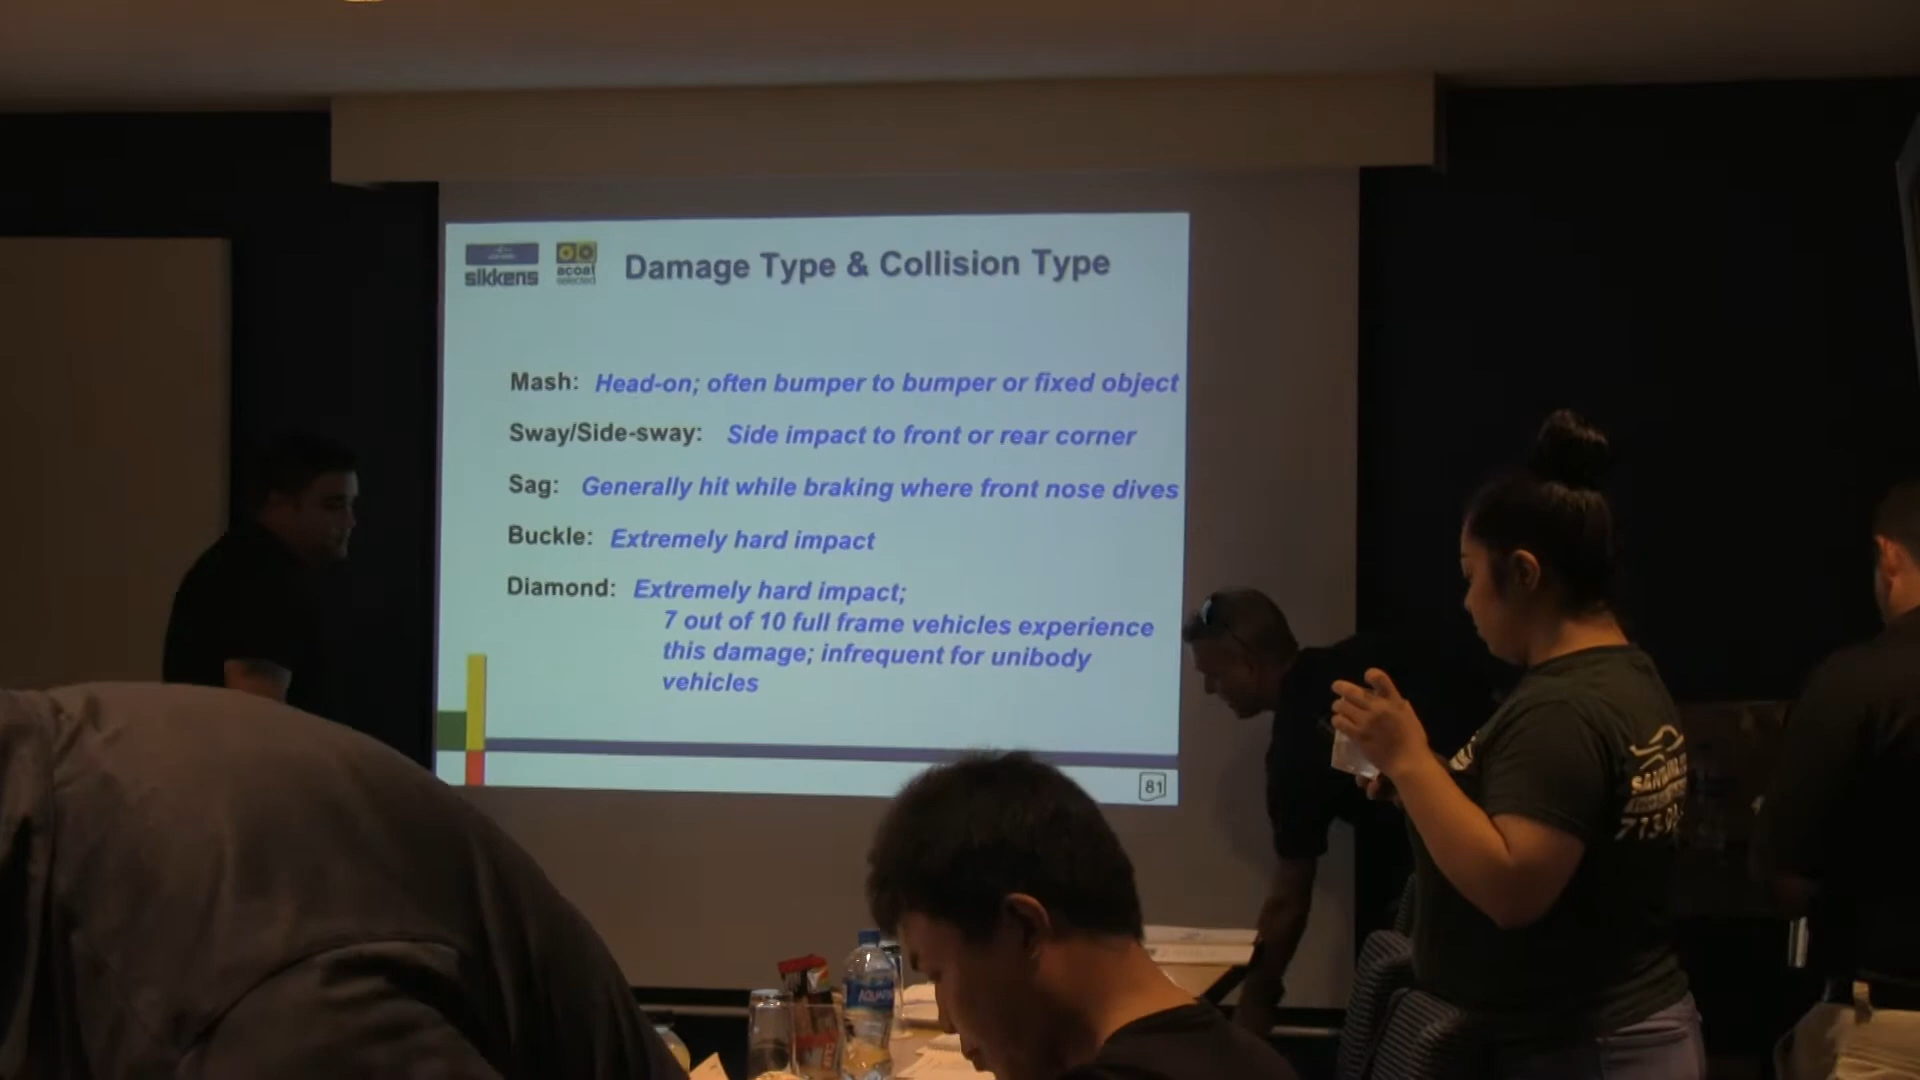 sikkens
acoat
selected
Damage Type & Collision Type
Mash: Head-on; often bumper to bumper or fixed object
Sway/Side-sway: Side impact to front or rear corner
Sag: Generally hit while braking where front nose dives
Buckle: Extremely hard impact
Diamond: Extremely hard impact;
7 out of 10 full frame vehicles experience
this damage; infrequent for unibody
vehicles
81